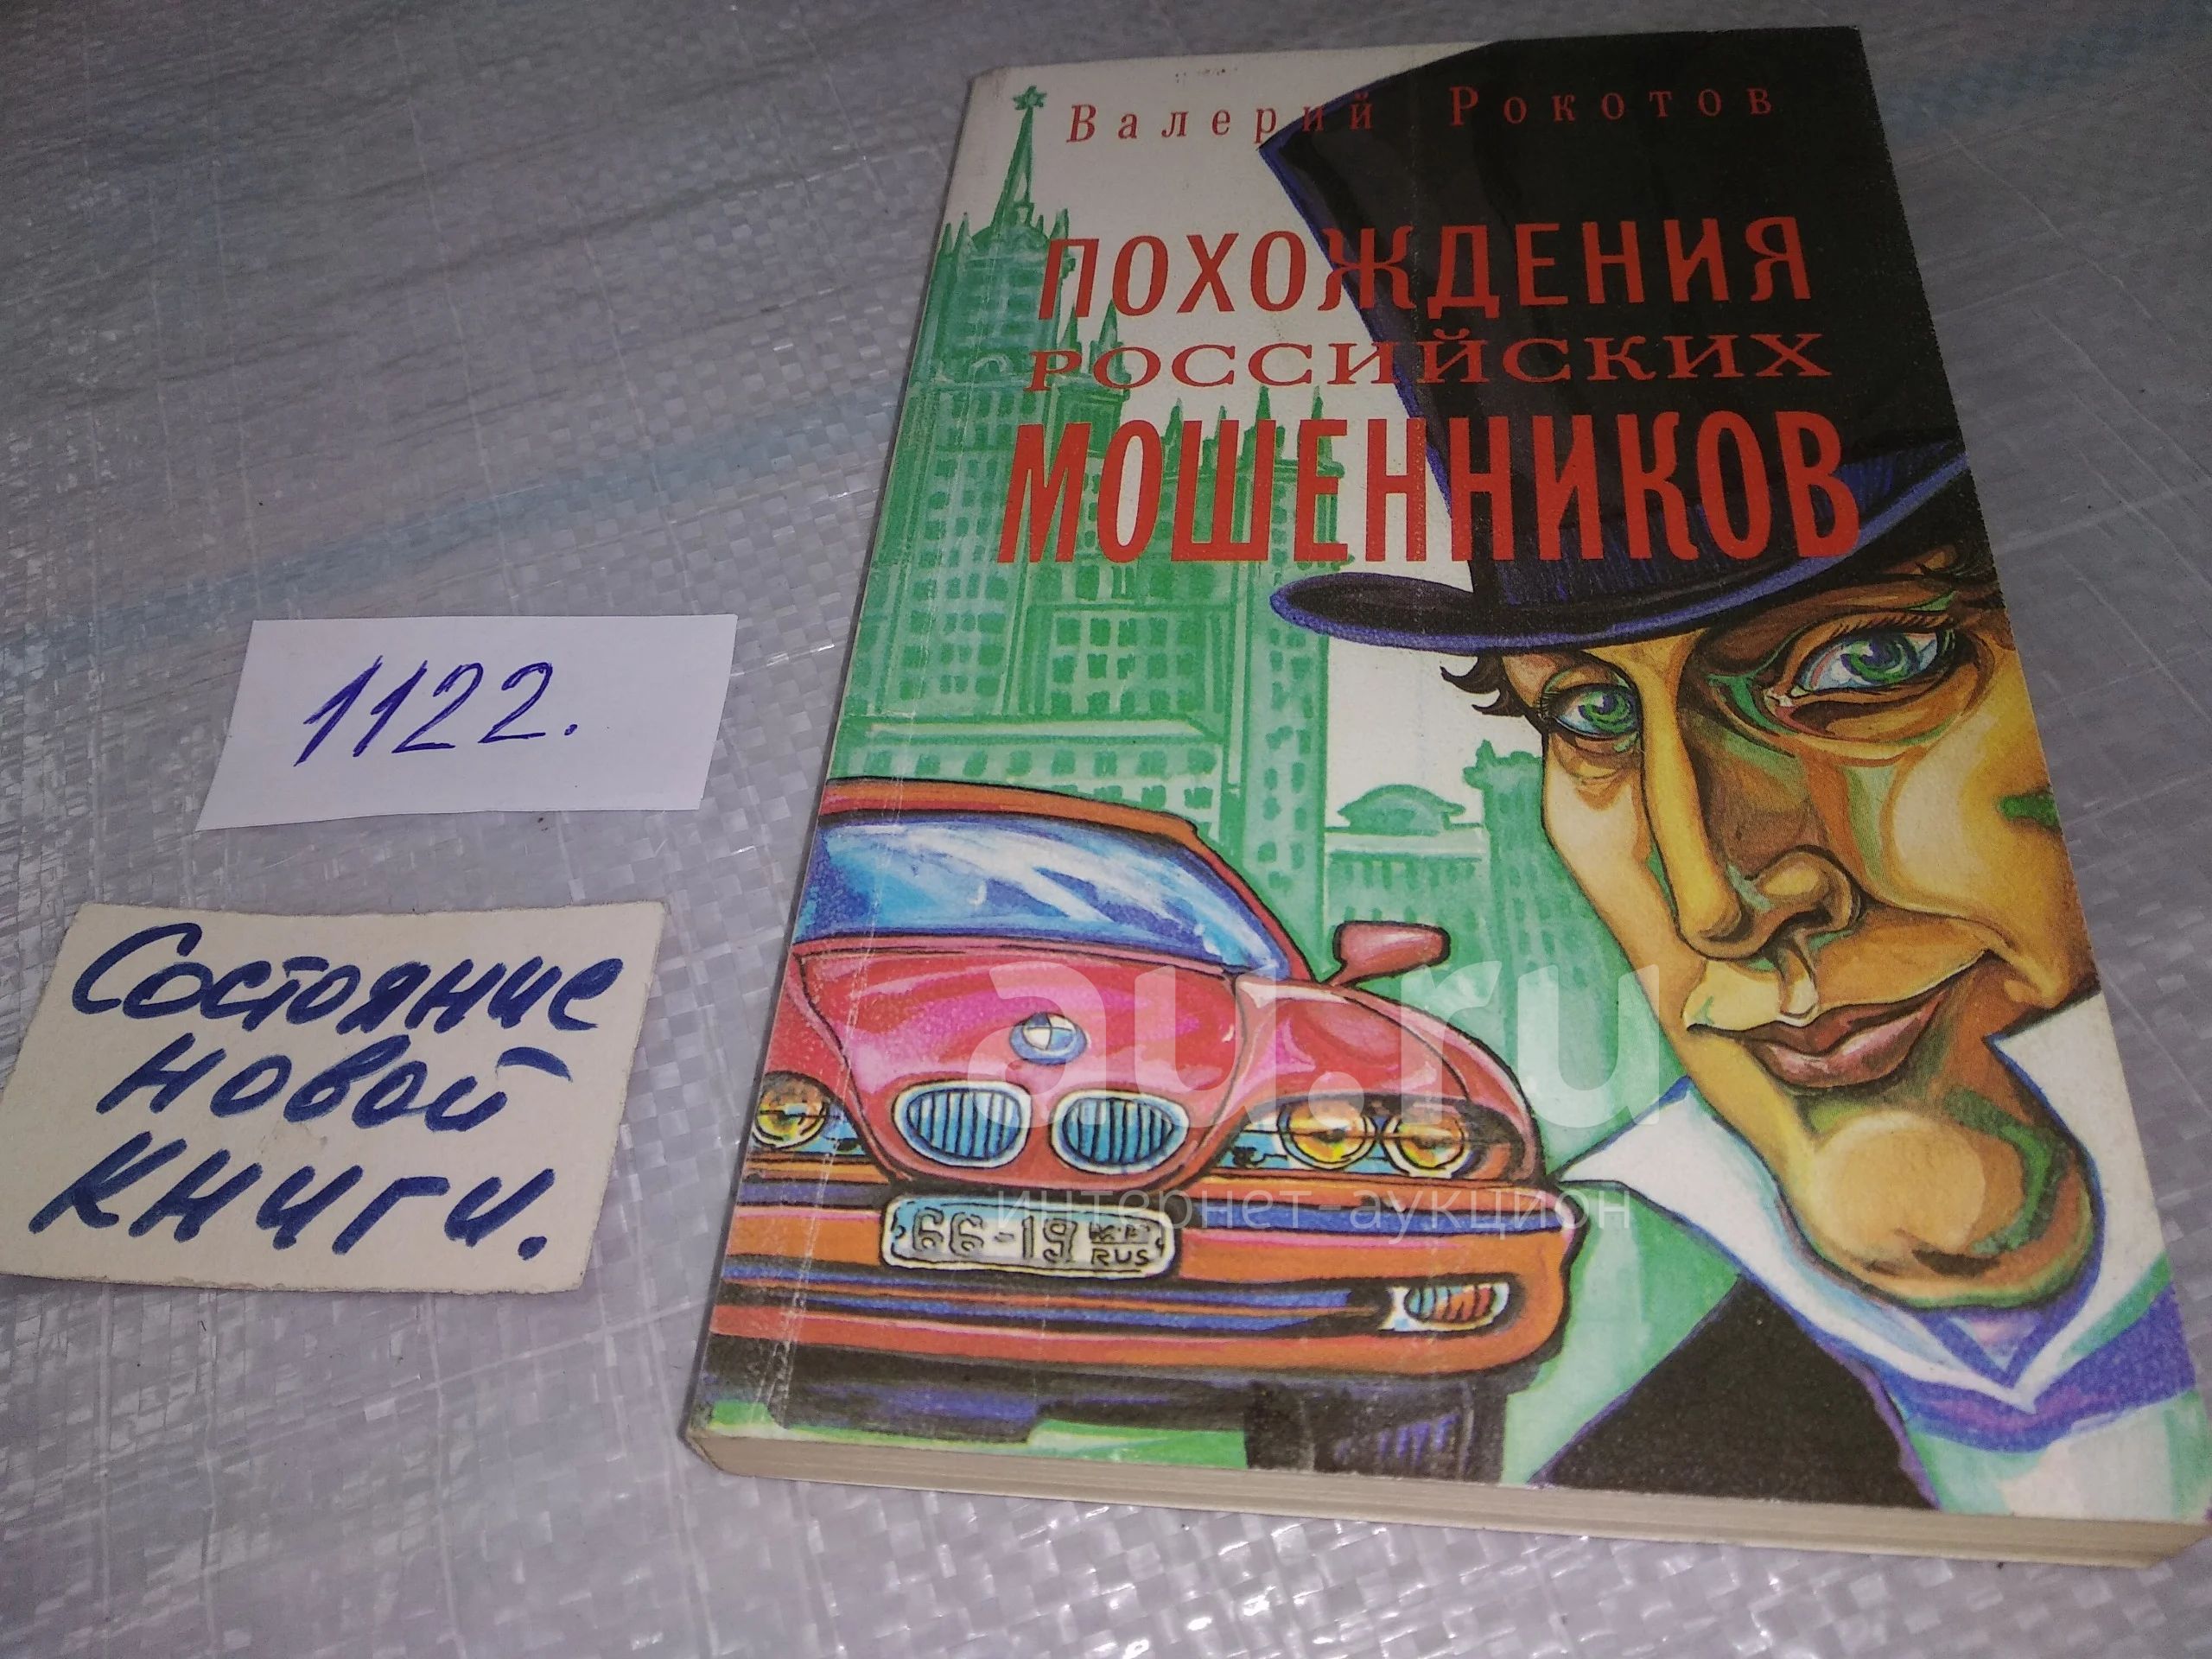 Валерий Рокотов
ПОХОЖДЕНИЯ
РОССИЙСКИХ
МОШЕННИКОВ
1122.
Состояние
новой
книги.
au.ru
интернет-аукцион
66-19
RUS